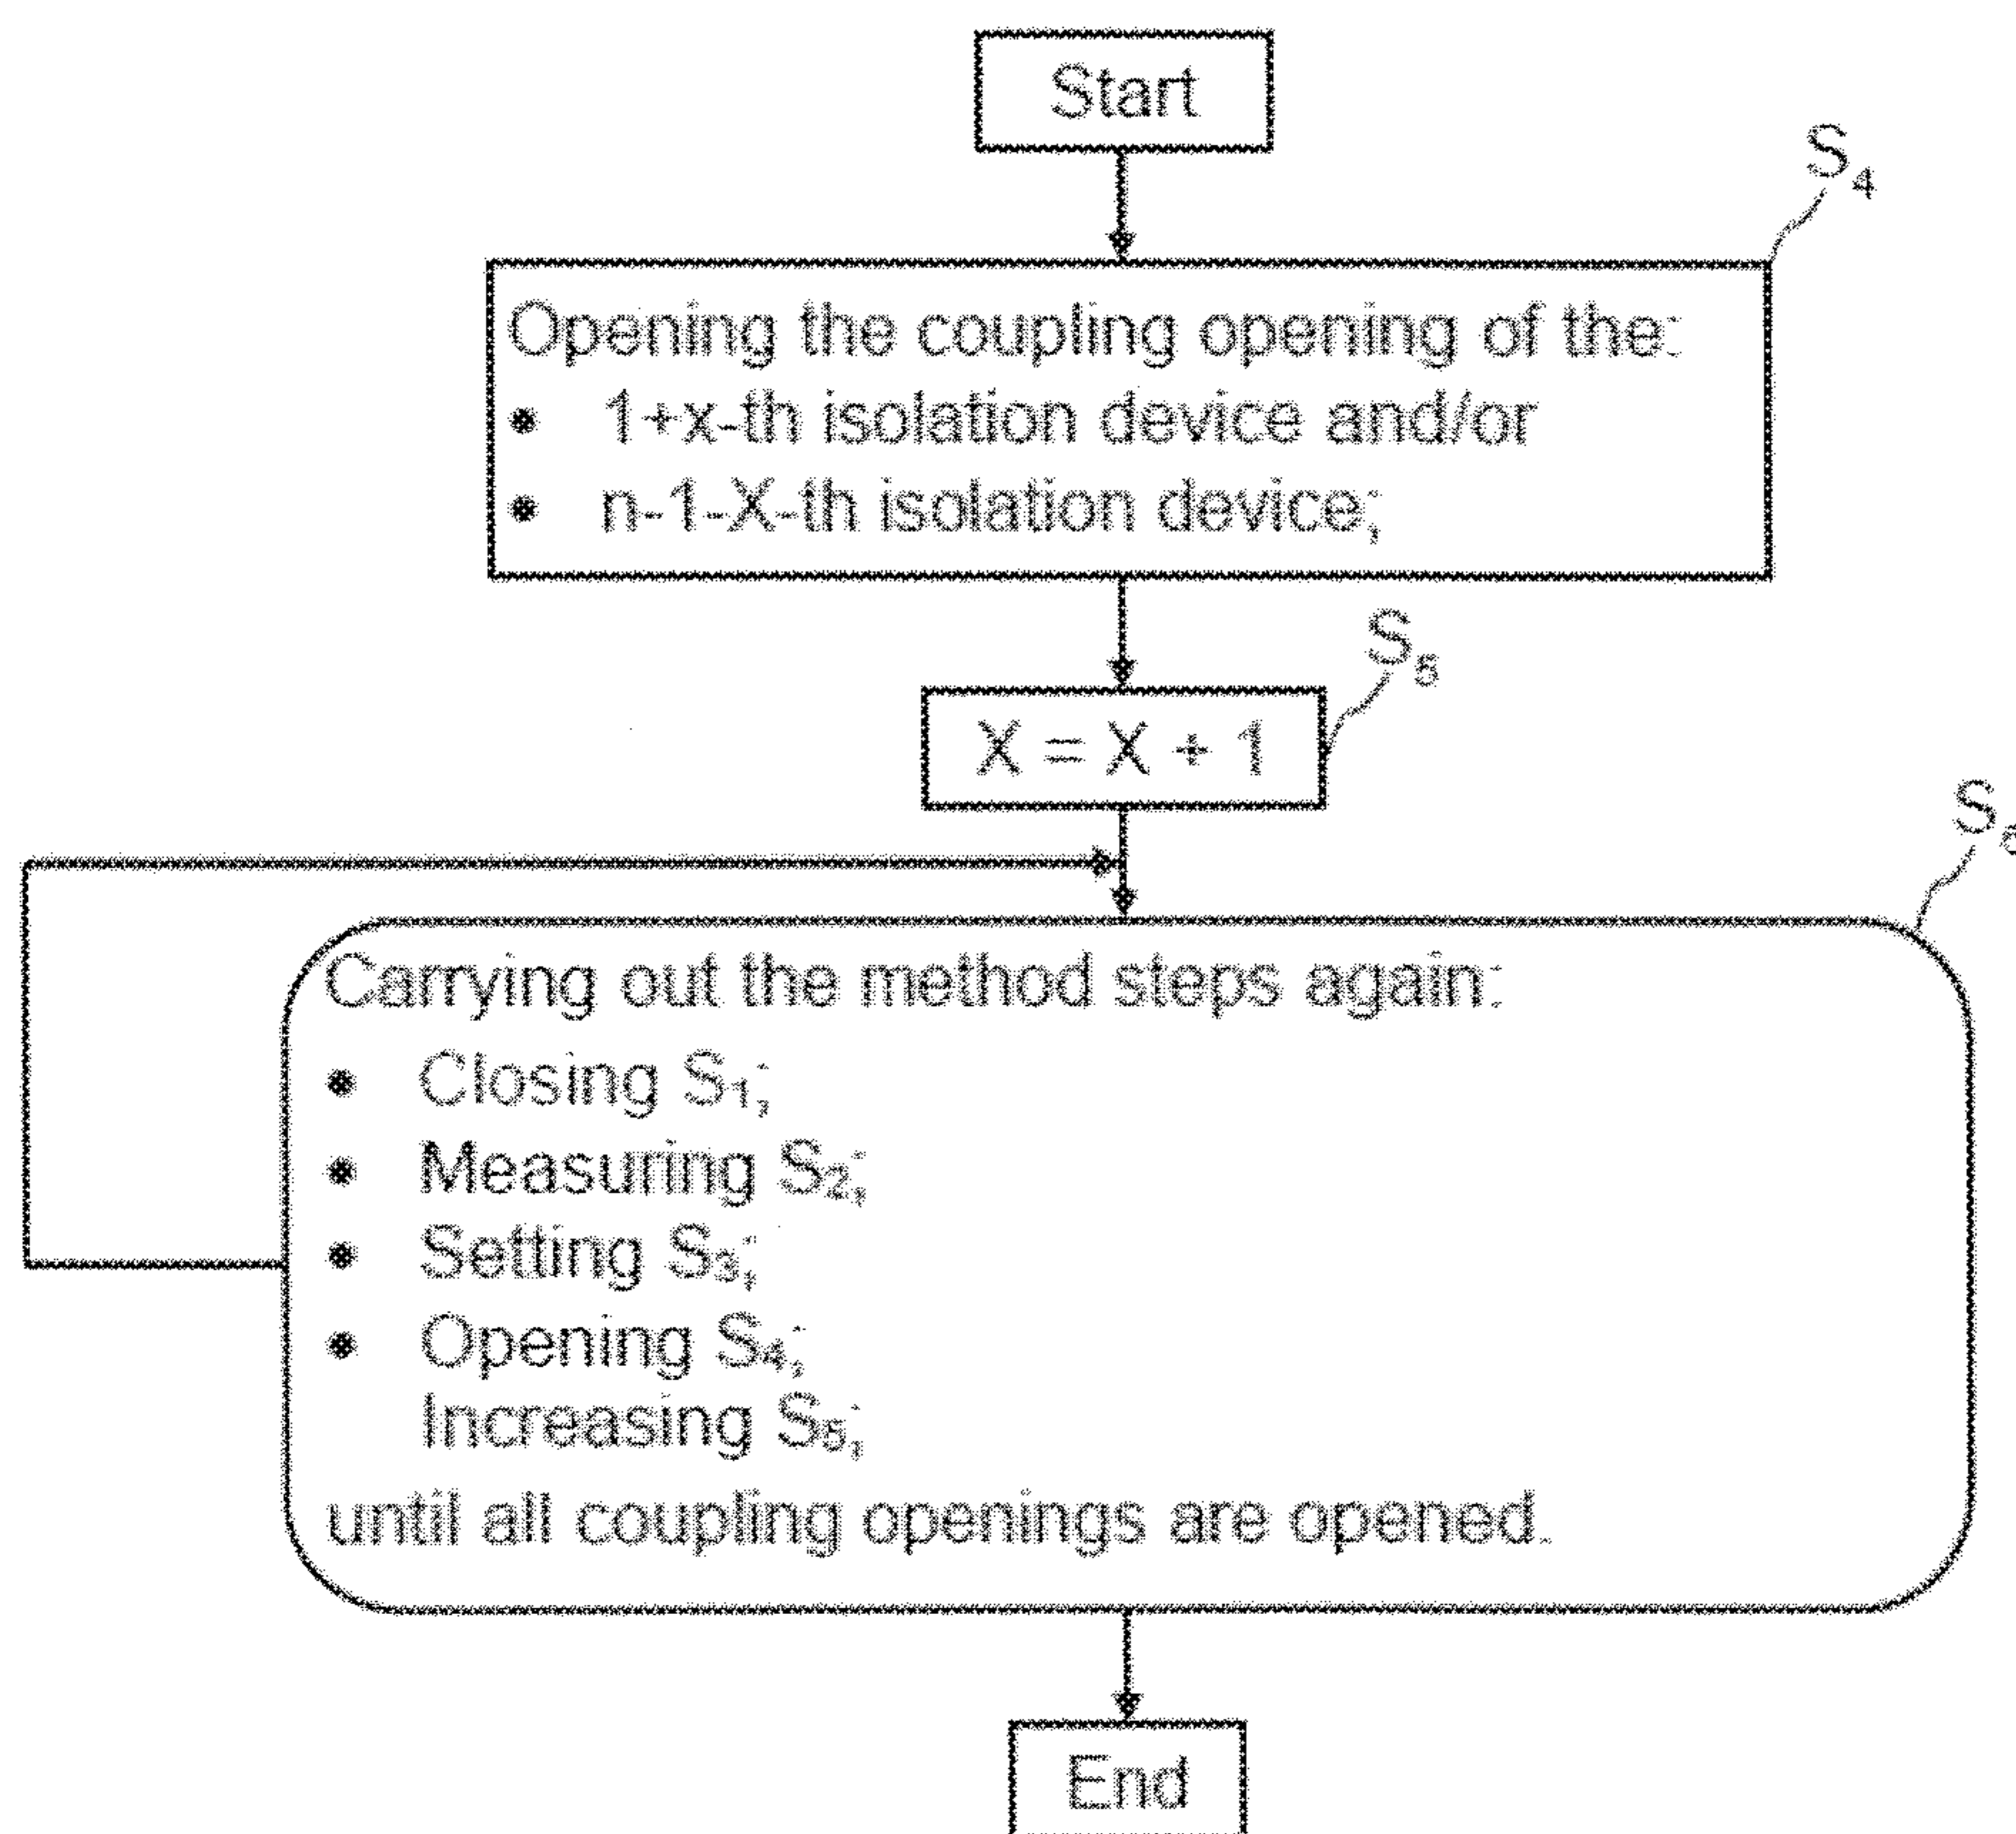 Start
S4
Opening the coupling opening of the:
• 1+x-th isolation device and/or
• n-1-X-th isolation device;
S5
X = X + 1
Carrying out the method steps again:
• Closing S1;
• Measuring S2;
• Setting S3;
• Opening S4;
Increasing S5;
until all coupling openings are opened.
End